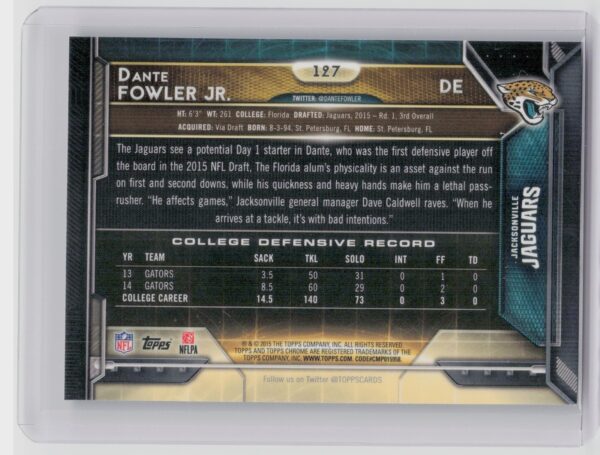 DANTE
FOWLER JR.
127
TWITTER: @DANTEFOWLER
DE
HT: 6'3" WT: 261 COLLEGE: Florida DRAFTED: Jaguars, 2015 – Rd. 1, 3rd Overall
ACQUIRED: Via Draft BORN: 8-3-94, St. Petersburg, FL HOME: St. Petersburg, FL
The Jaguars see a potential Day 1 starter in Dante, who was the first defensive player off
the board in the 2015 NFL Draft. The Florida alum's physicality is an asset against the run
on first and second downs, while his quickness and heavy hands make him a lethal pass-
rusher. "He affects games," Jacksonville general manager Dave Caldwell raves. "When he
arrives at a tackle, it's with bad intentions."
JACKSONVILLE
JAGUARS
COLLEGE DEFENSIVE RECORD
YR TEAM SACK TKL SOLO INT FF TD
13 GATORS 3.5 50 31 0 1 0
14 GATORS 8.5 60 29 0 2 0
COLLEGE CAREER 14.5 140 73 0 3 0
NFL
Topps
NFLPA
® & © 2015 THE TOPPS COMPANY, INC. ALL RIGHTS RESERVED.
TOPPS AND TOPPS CHROME ARE REGISTERED TRADEMARKS OF THE
TOPPS COMPANY, INC. WWW.TOPPS.COM.
Follow us on Twitter @TOPPSCARDS